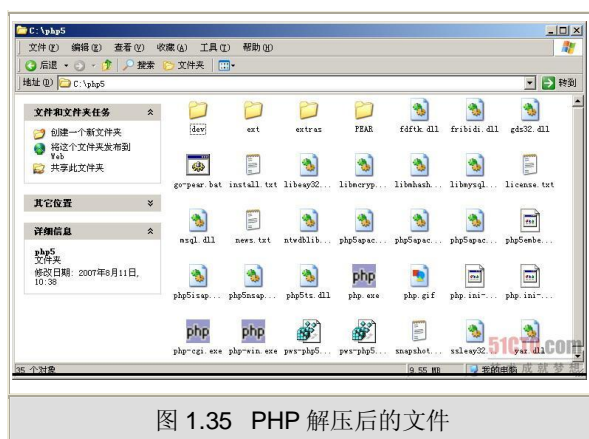 C:\php5
文件(F) 编辑(E) 查看(V) 收藏(A) 工具(T) 帮助(H)
后退 搜索 文件夹
地址(D) C:\php5 转到
文件和文件夹任务
创建一个新文件夹
将这个文件夹发布到
Web
共享此文件夹
其它位置
详细信息
php5
文件夹
修改日期: 2007年8月11日,
10:38
dev ext extras PEAR fdftk.dll fribidi.dll gds32.dll
go-pear.bat install.txt libeay32... libmcryp... libmhash... libmysql... license.txt
msql.dll news.txt ntwdblib... php5apac... php5apac... php5apac... php5embe...
php5isap... php5nsap... php5ts.dll php.exe php.gif php.ini-... php.ini-...
php-cgi.exe php-win.exe pws-php5... pws-php5... snapshot... ssleay32... yaz.dll
35 个对象 9.55 MB 我的电脑
51CTO.com
成就梦想
图 1.35 PHP 解压后的文件